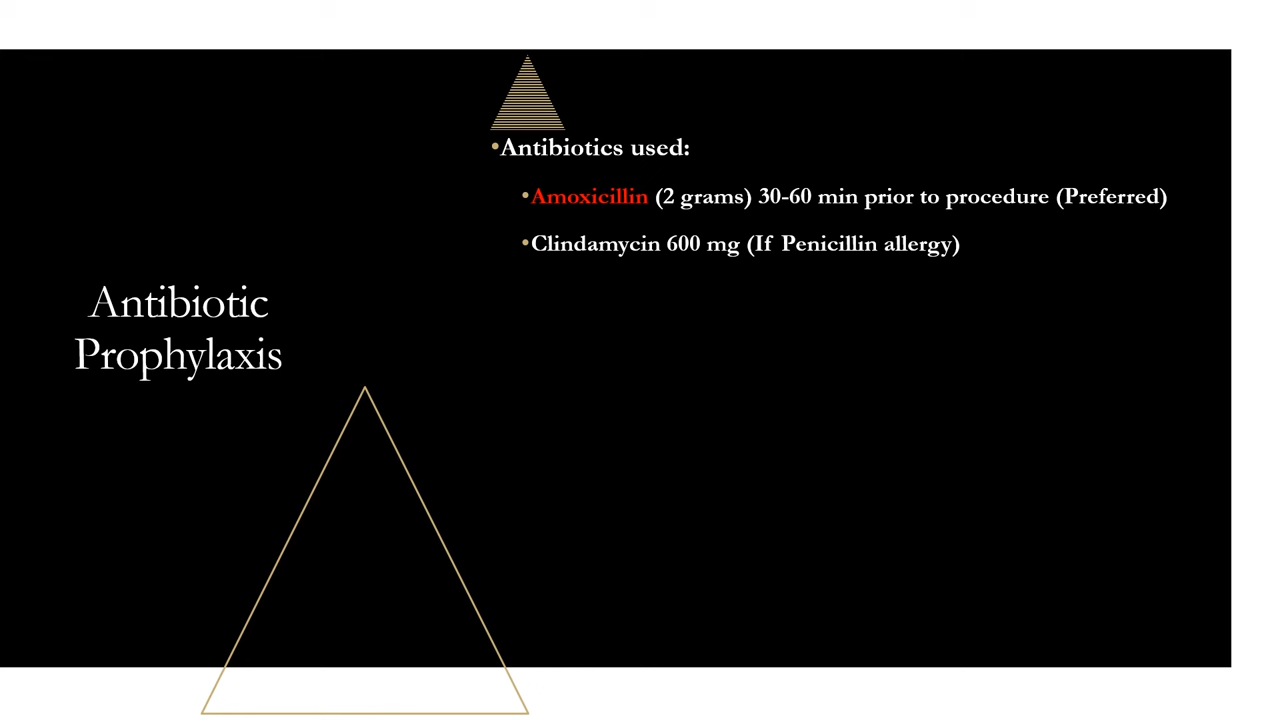 Antibiotic
Prophylaxis
•Antibiotics used:
•Amoxicillin (2 grams) 30-60 min prior to procedure (Preferred)
•Clindamycin 600 mg (If Penicillin allergy)